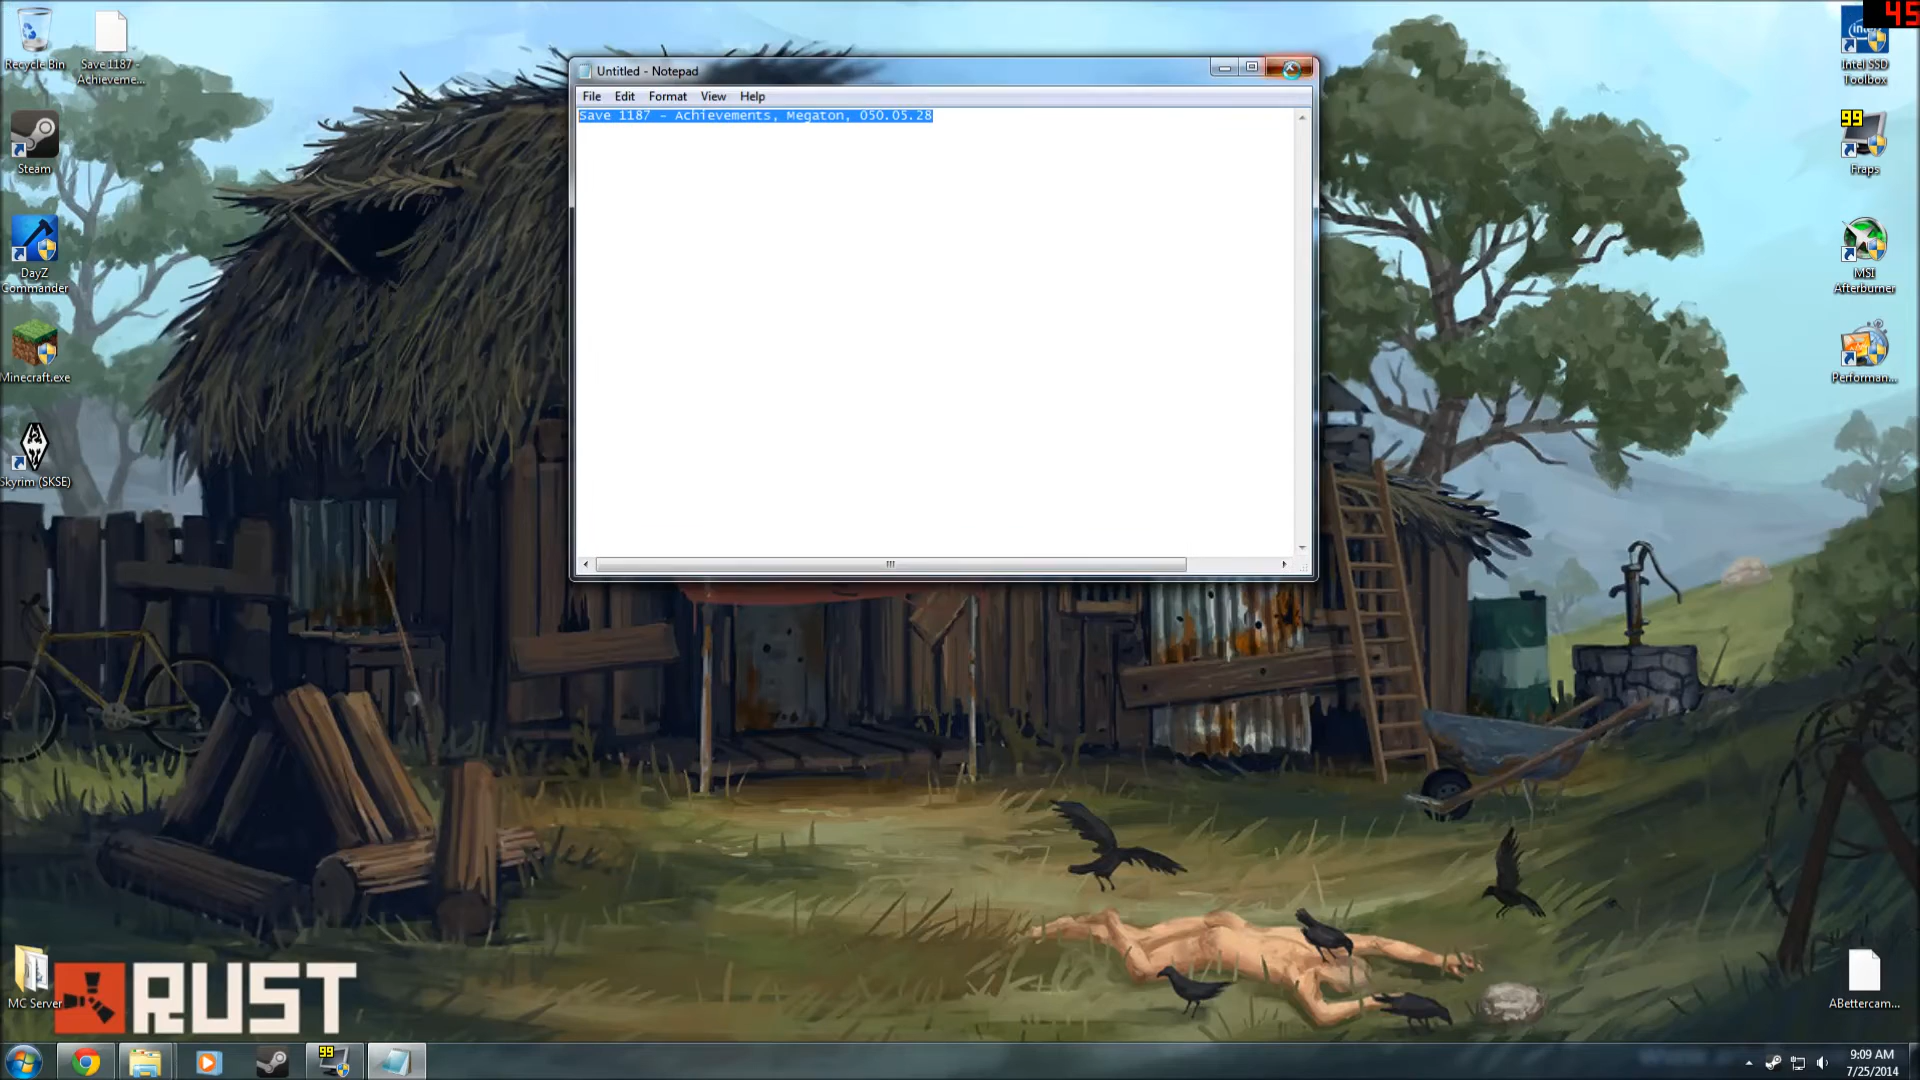 45
Recycle Bin
Save 1187 -
Achieveme...
Steam
DayZ
Commander
Minecraft.exe
Skyrim (SKSE)
MC Server
Untitled - Notepad
File Edit Format View Help
Save 1187 - Achievements, Megaton, 050.05.28
intel
Intel SSD
Toolbox
99
Fraps
MSI
Afterburner
Performan...
ABettercam...
RUST
99
9:09 AM
7/25/2014